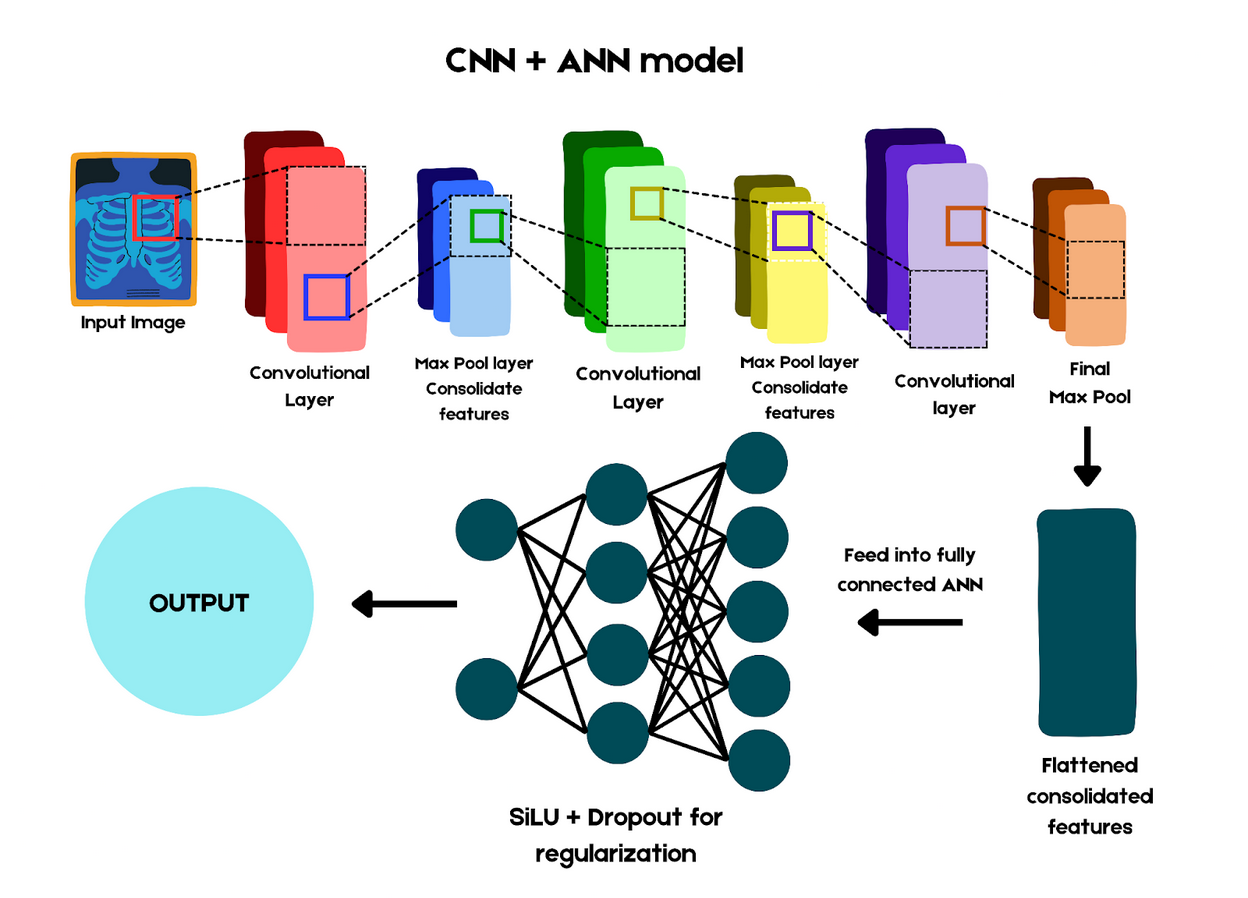 CNN + ANN model
Input Image
Convolutional
Layer
Max Pool layer
Consolidate
features
Convolutional
Layer
Max Pool layer
Consolidate
features
Convolutional
layer
Final
Max Pool
Flattened
consolidated
features
Feed into fully
connected ANN
SiLU + Dropout for
regularization
OUTPUT